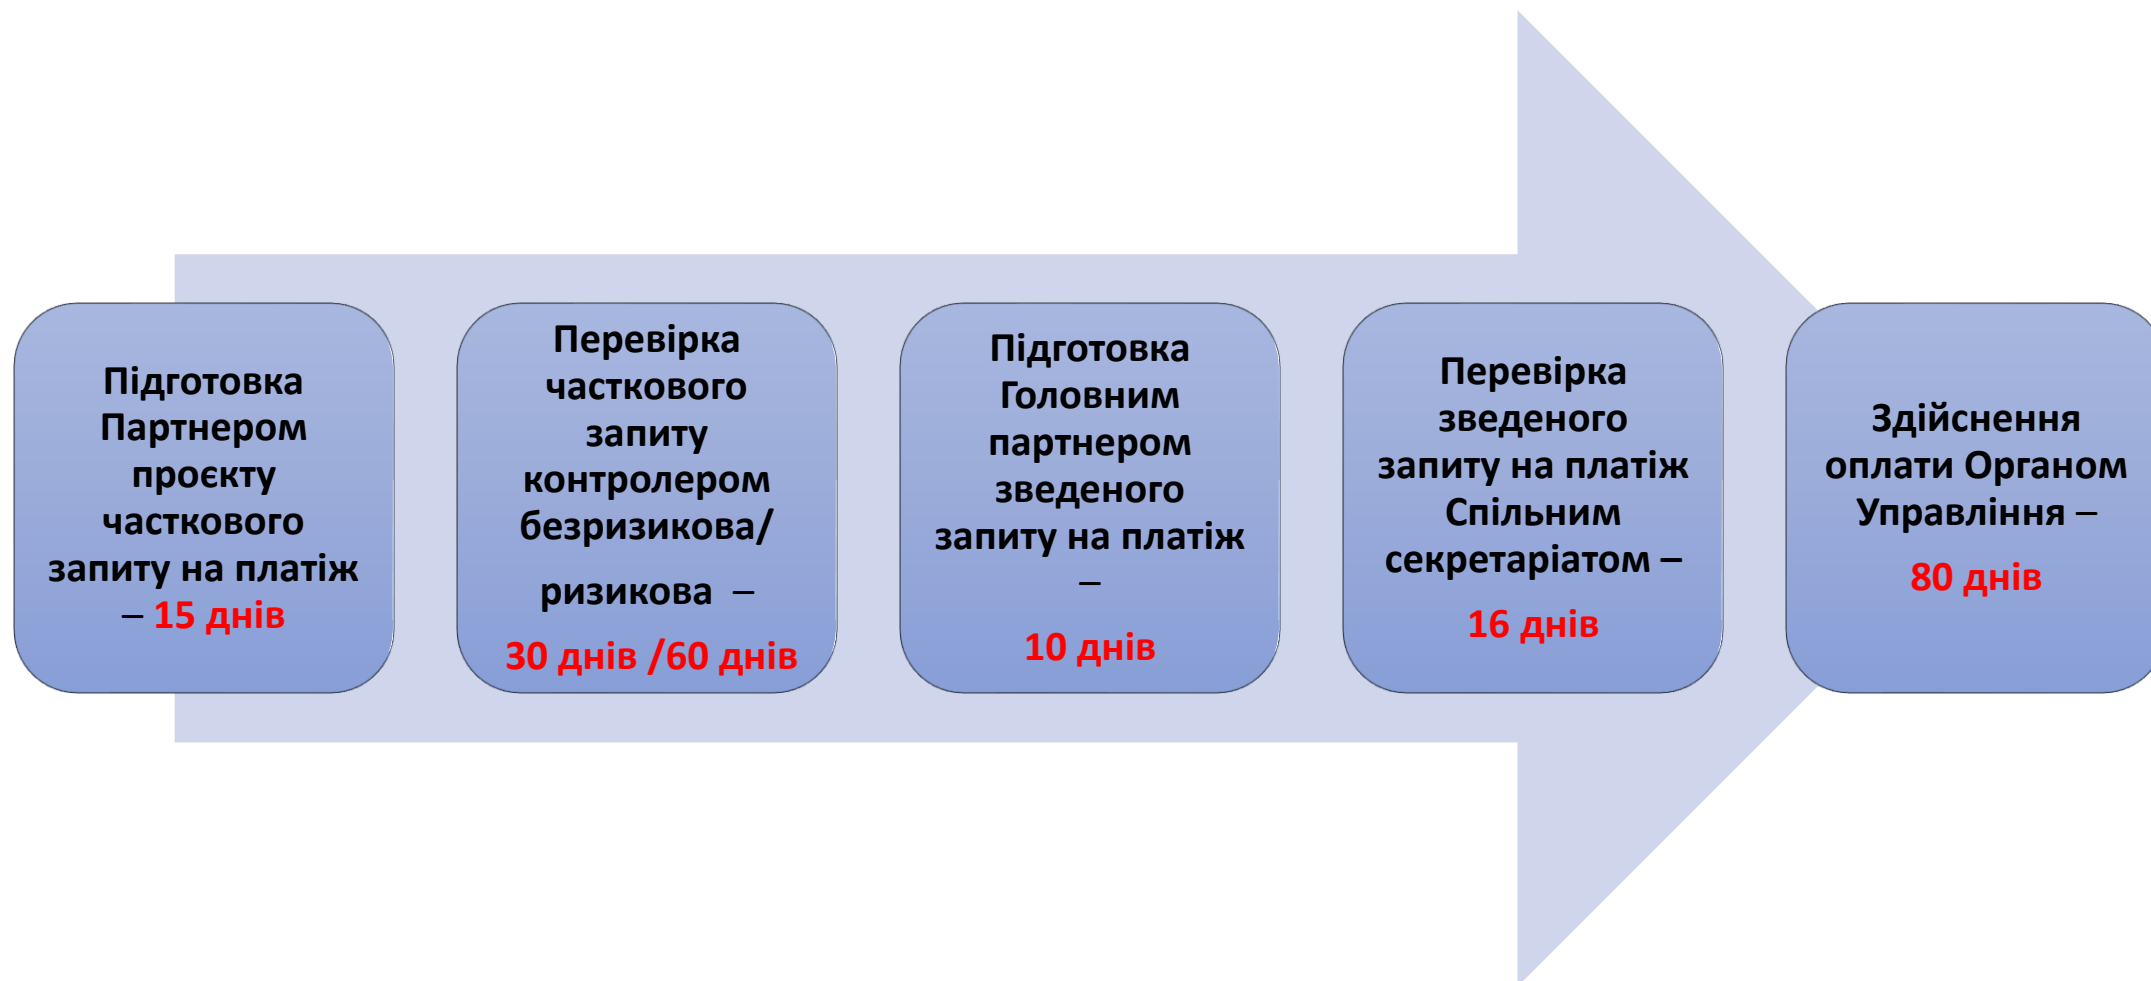 Підготовка
Партнером
проєкту
часткового
запиту на платіж
– 15 днів
Перевірка
часткового
запиту
контролером
безризикова/
ризикова –
30 днів /60 днів
Підготовка
Головним
партнером
зведеного
запиту на платіж
–
10 днів
Перевірка
зведеного
запиту на платіж
Спільним
секретаріатом –
16 днів
Здійснення
оплати Органом
Управління –
80 днів